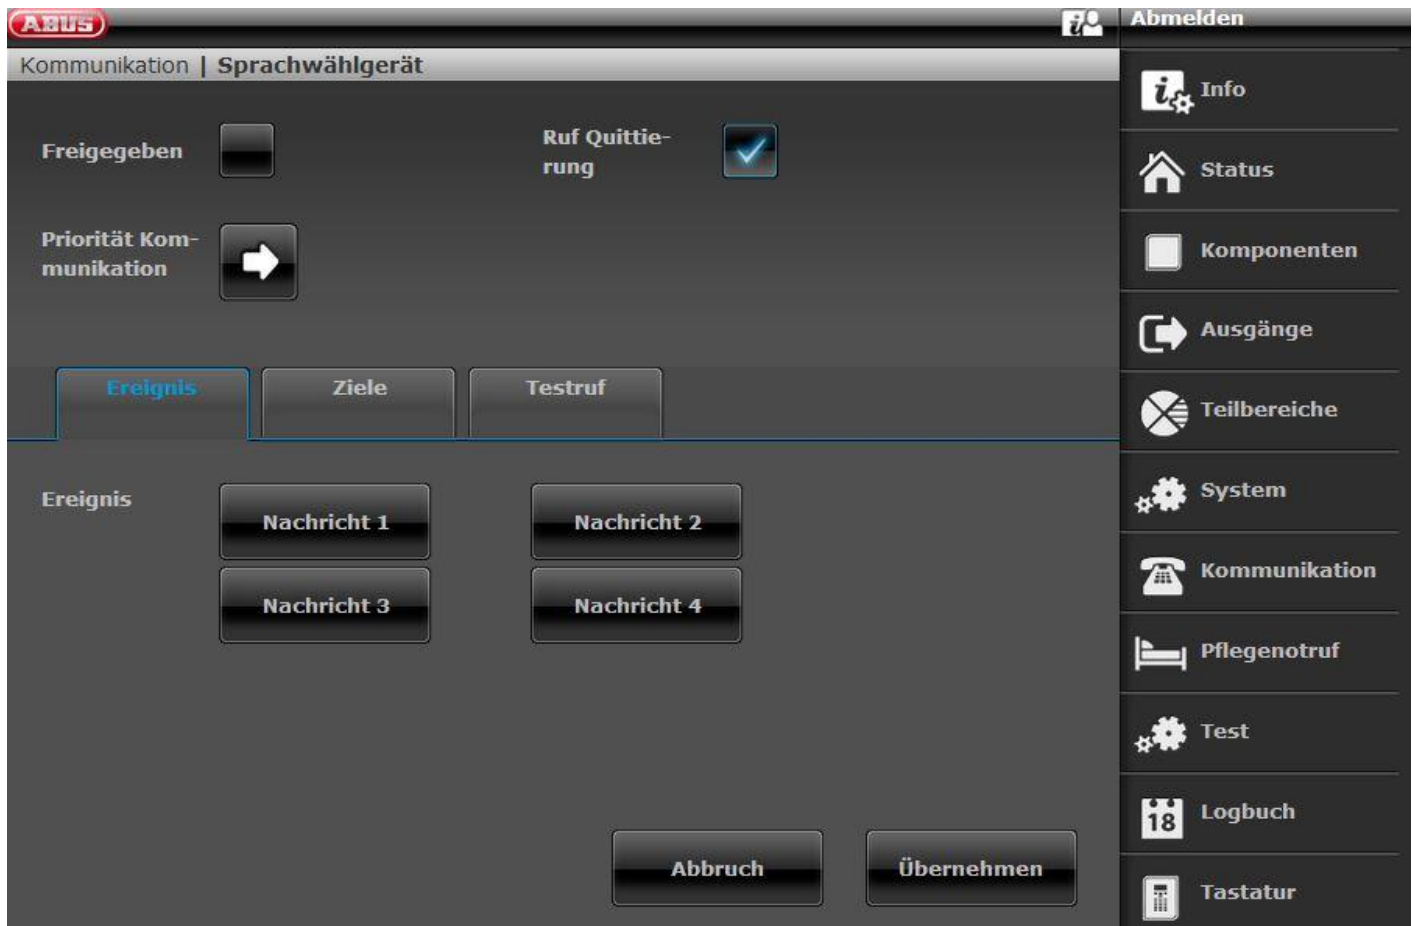 ABUS
Abmelden
Kommunikation | Sprachwählgerät
Freigegeben
Ruf Quittie-
rung
Priorität Kom-
munikation
Ereignis Ziele Testruf
Ereignis Nachricht 1 Nachricht 2
Nachricht 3 Nachricht 4
Abbruch Übernehmen
Info
Status
Komponenten
Ausgänge
Teilbereiche
System
Kommunikation
Pflegenotruf
Test
18 Logbuch
Tastatur